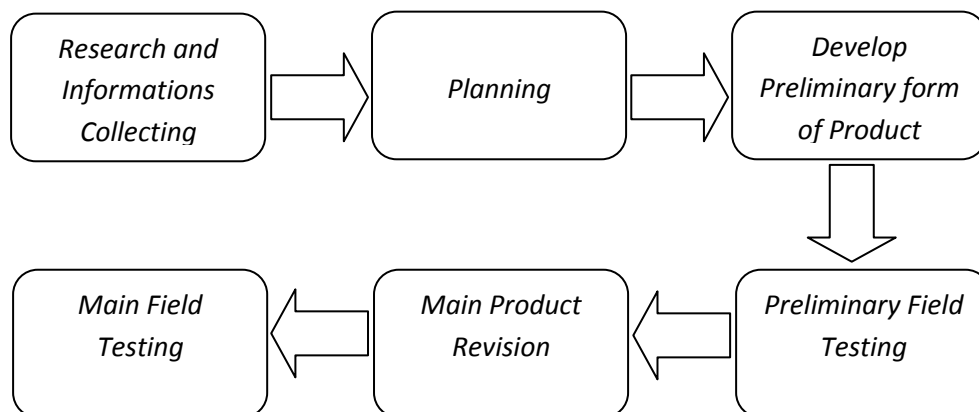 Research and
Informations
Collecting
Planning
Develop
Preliminary form
of Product
Preliminary Field
Testing
Main Product
Revision
Main Field
Testing